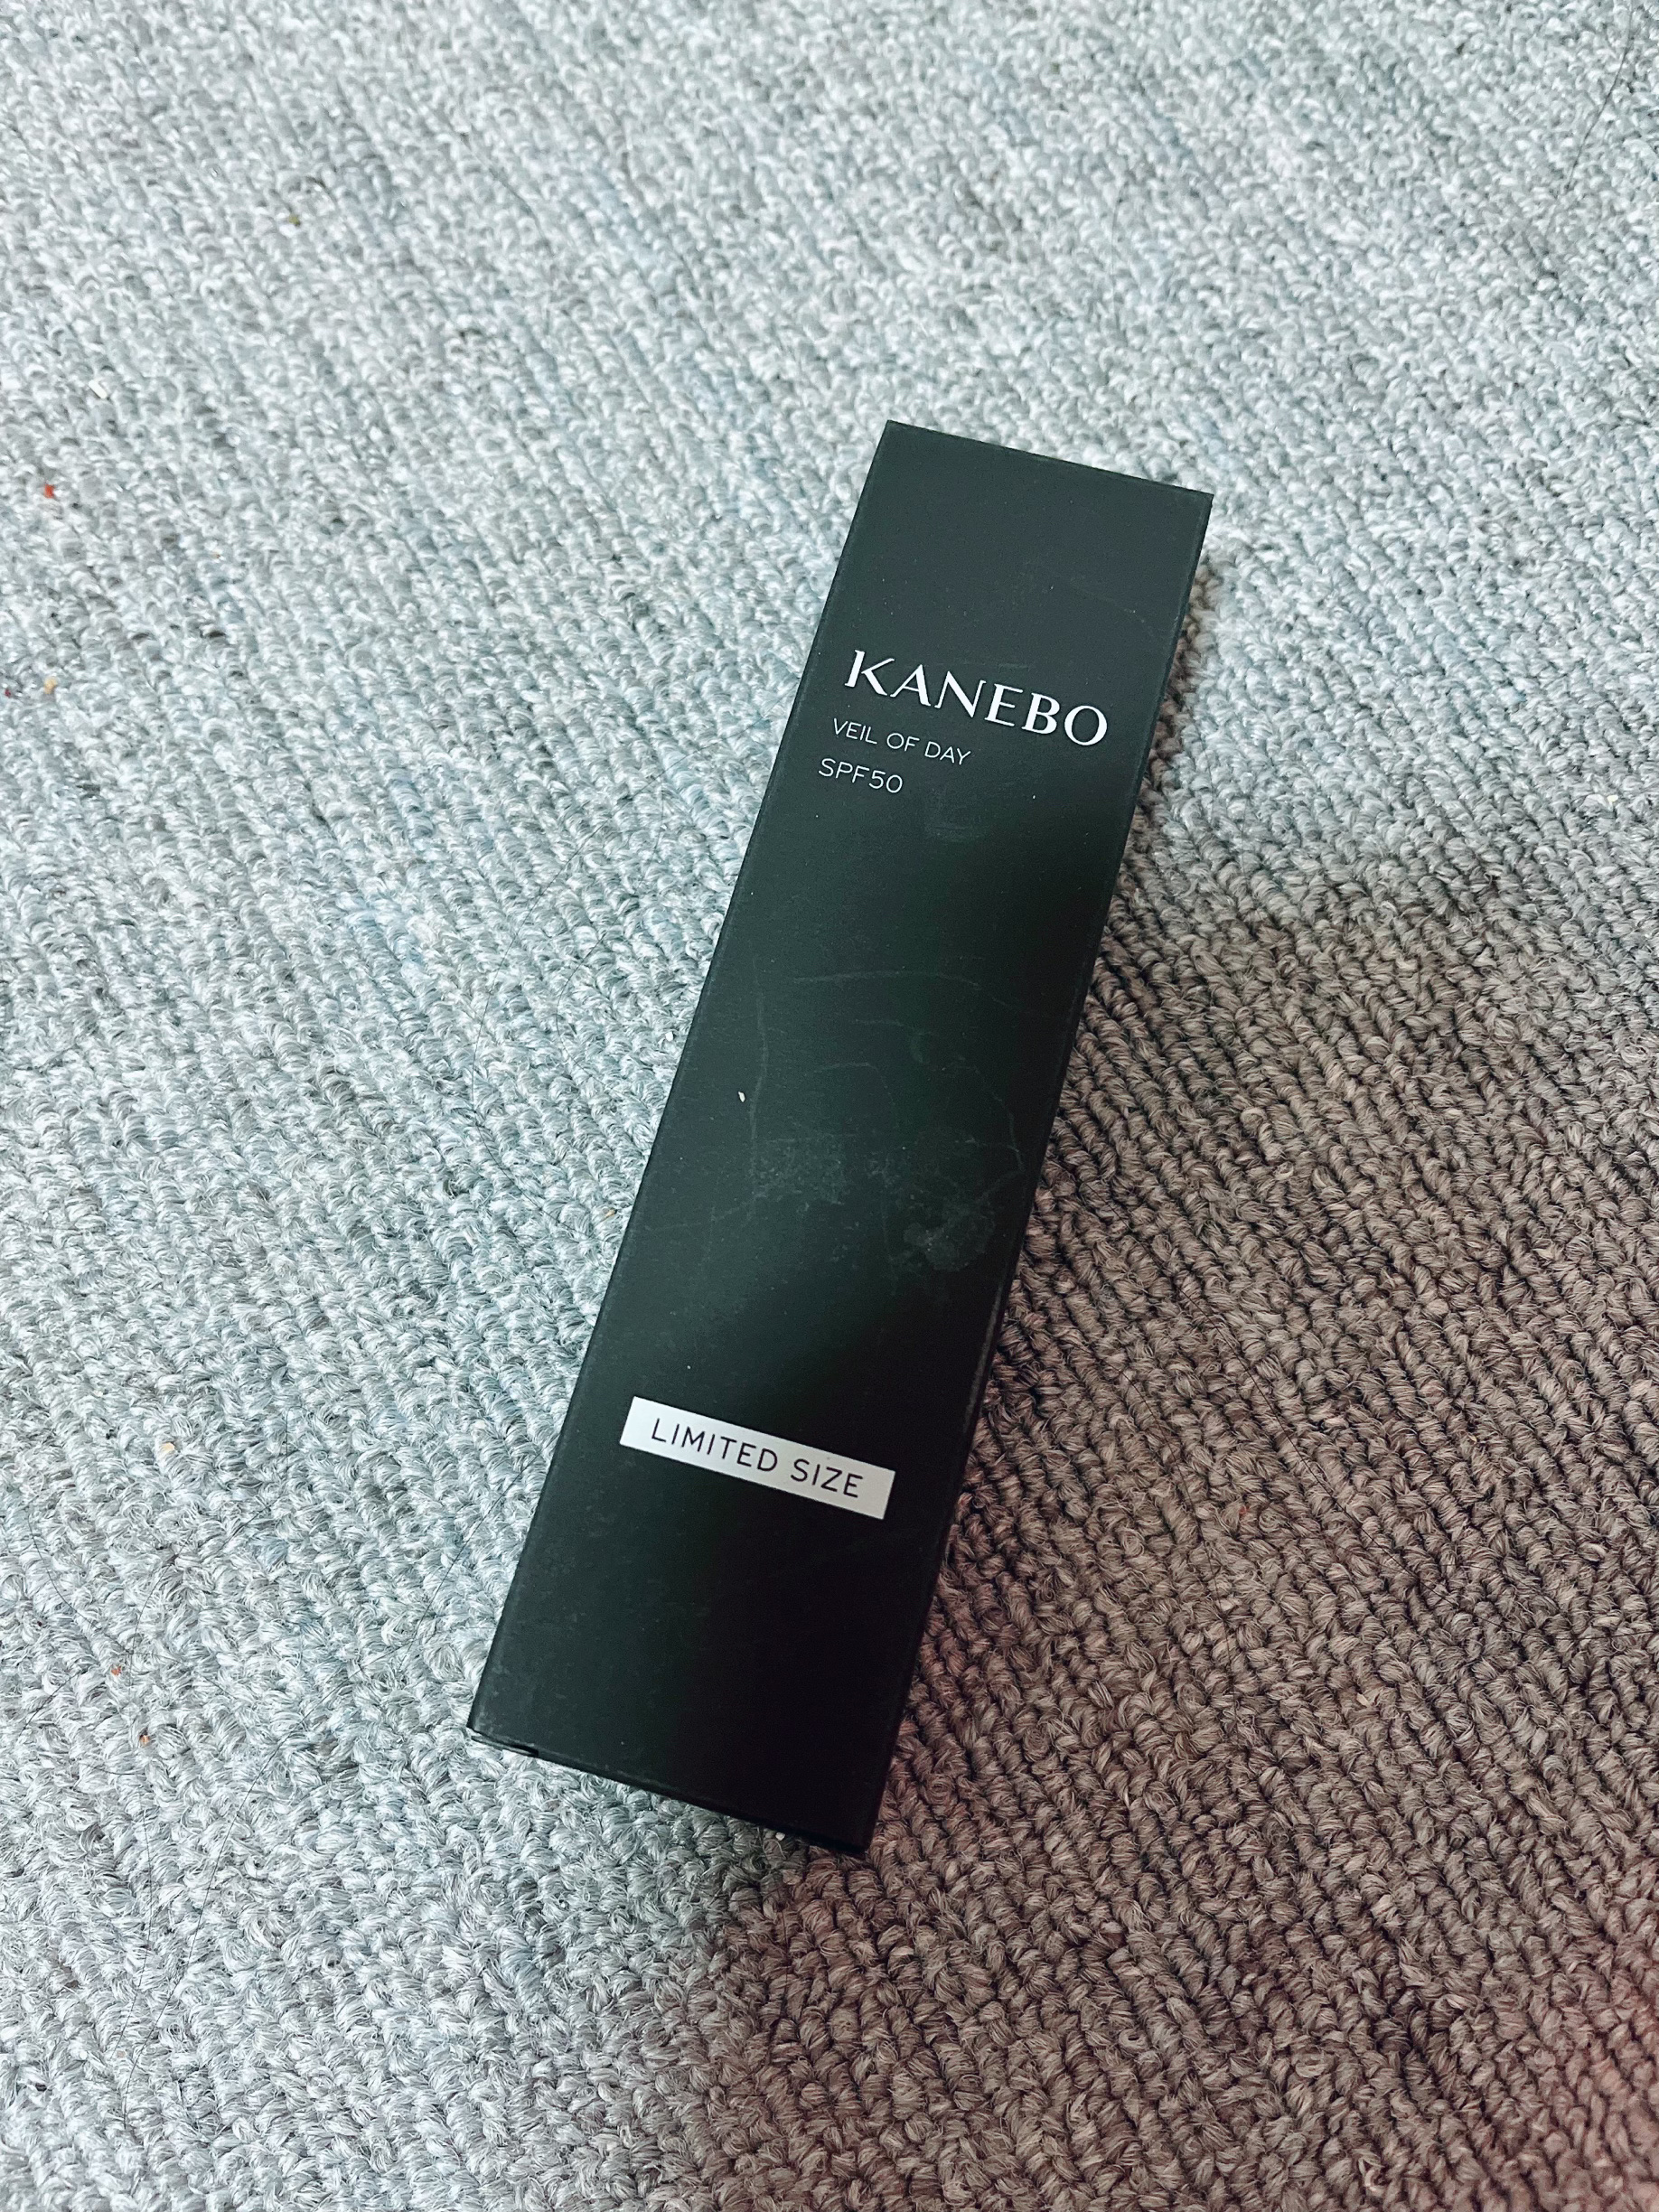 KANEBO
VEIL OF DAY
SPF50
LIMITED SIZE